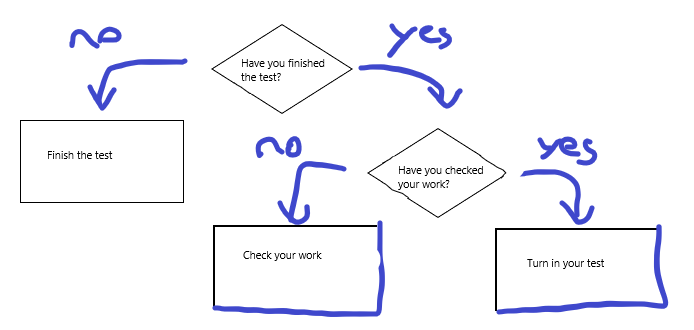 no
yes
Have you finished
the test?
Finish the test
no
yes
Have you checked
your work?
Check your work
Turn in your test